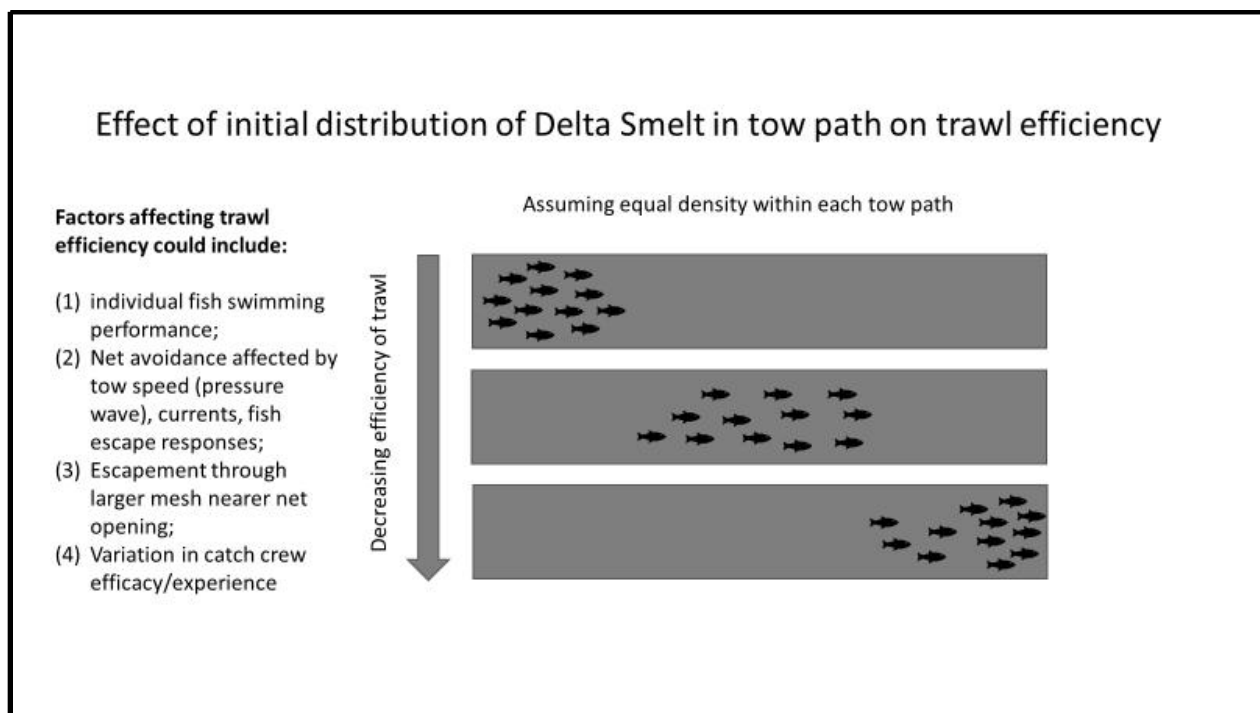 Effect of initial distribution of Delta Smelt in tow path on trawl efficiency
Factors affecting trawl
efficiency could include:
(1) individual fish swimming
performance;
(2) Net avoidance affected by
tow speed (pressure
wave), currents, fish
escape responses;
(3) Escapement through
larger mesh nearer net
opening;
(4) Variation in catch crew
efficacy/experience
Assuming equal density within each tow path
Decreasing efficiency of trawl